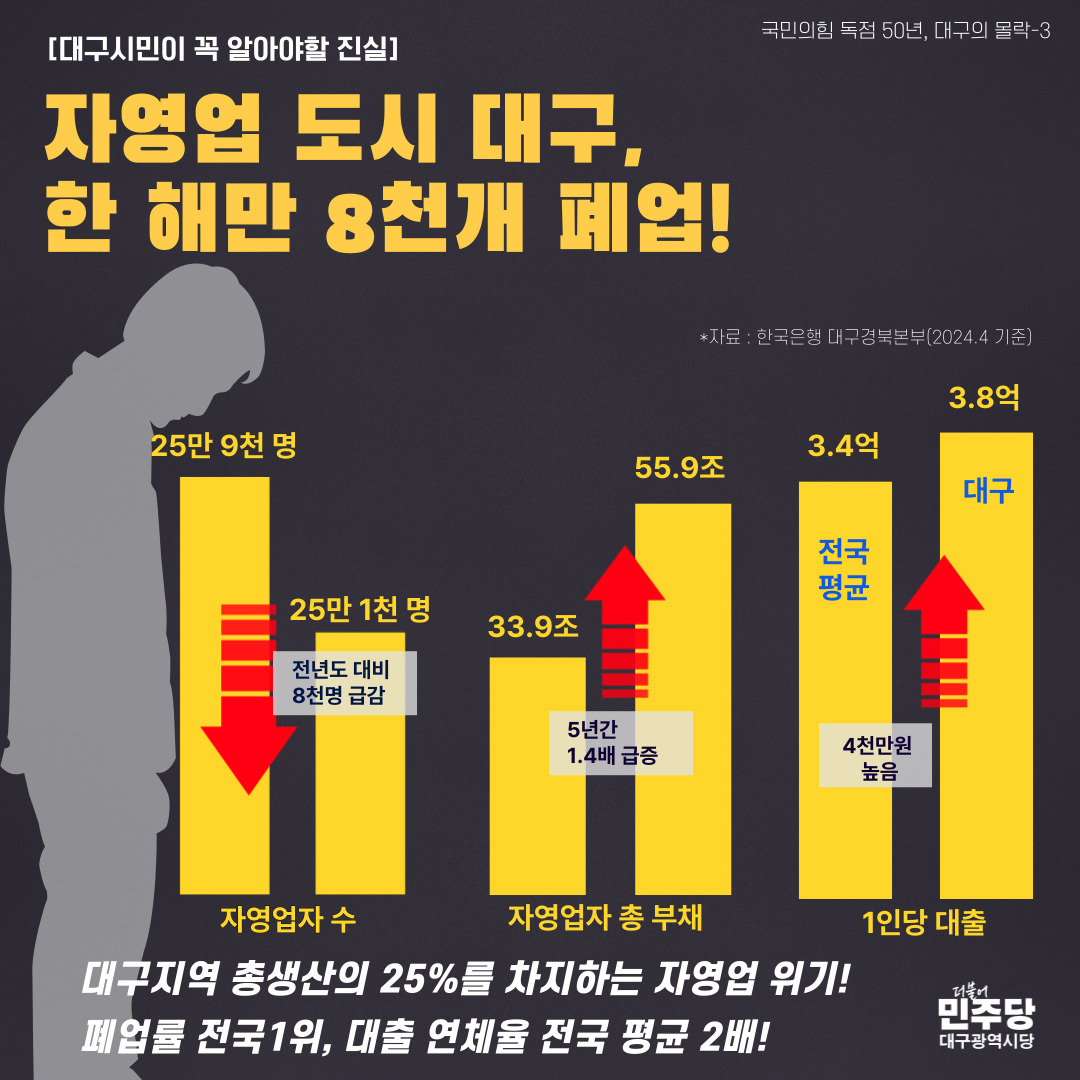 국민의힘 독점 50년, 대구의 몰락-3
[대구시민이 꼭 알아야할 진실]
자영업 도시 대구,
한 해만 8천개 폐업!
*자료 : 한국은행 대구경북본부(2024.4 기준)
25만 9천 명
25만 1천 명
전년도 대비
8천명 급감
자영업자 수
33.9조
55.9조
5년간
1.4배 급증
자영업자 총 부채
3.4억
3.8억
전국
평균
대구
4천만원
높음
1인당 대출
대구지역 총생산의 25%를 차지하는 자영업 위기!
폐업률 전국1위, 대출 연체율 전국 평균 2배!
더불어
민주당
대구광역시당